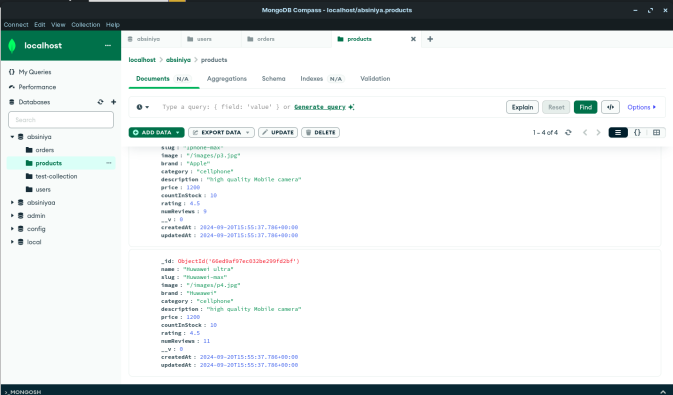 MongoDB Compass - localhost/absiniya.products
Connect Edit View Collection Help
localhost
My Queries
Performance
Databases
Search
absiniya
orders
products
test-collection
users
absiniyaa
admin
config
local
absiniya users orders products
localhost > absiniya > products
Documents N/A Aggregations Schema Indexes N/A Validation
Type a query: { field: 'value' } or Generate query
Explain Reset Find </> Options
ADD DATA EXPORT DATA UPDATE DELETE
1 – 4 of 4
slug : "iphone-max"
image : "/images/p3.jpg"
brand : "Apple"
category : "cellphone"
description : "high quality Mobile camera"
price : 1200
countInStock : 10
rating : 4.5
numReviews : 9
__v : 0
createdAt : 2024-09-20T15:55:37.786+00:00
updatedAt : 2024-09-20T15:55:37.786+00:00
_id: ObjectId('66ed9af97ec032be299fd2bf')
name : "Huawawei ultra"
slug : "Huawawei-max"
image : "/images/p4.jpg"
brand : "Huwawei"
category : "cellphone"
description : "high quality Mobile camera"
price : 1200
countInStock : 10
rating : 4.5
numReviews : 11
__v : 0
createdAt : 2024-09-20T15:55:37.786+00:00
updatedAt : 2024-09-20T15:55:37.786+00:00
>_MONGOSH